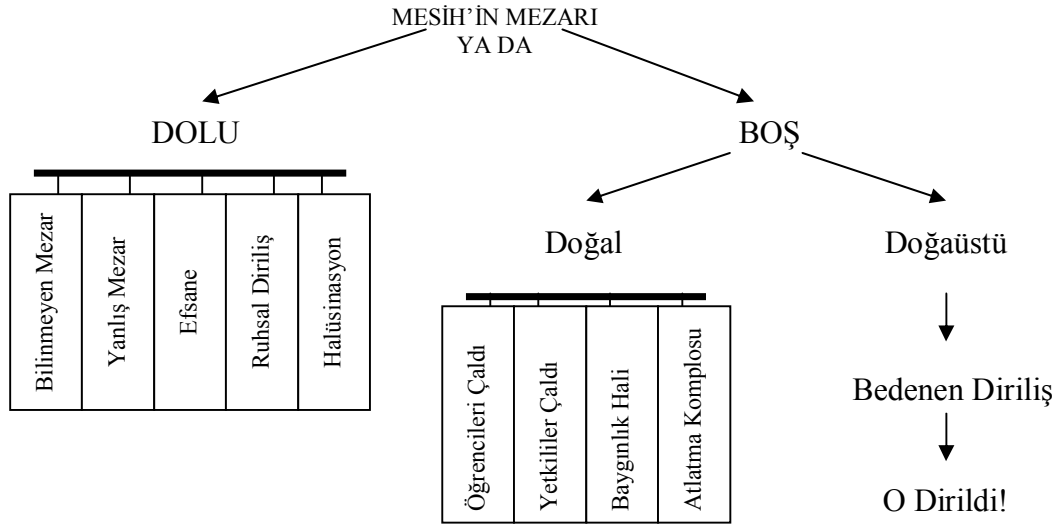 MESİH’İN MEZARI
YA DA
DOLU
BOŞ
Bilinmeyen Mezar
Yanlış Mezar
Efsane
Ruhsal Diriliş
Halüsinasyon
Doğal
Doğaüstü
Öğrencileri Çaldı
Yetkililer Çaldı
Baygınlık Hali
Atlatma Komplosu
Bedenen Diriliş
O Dirildi!